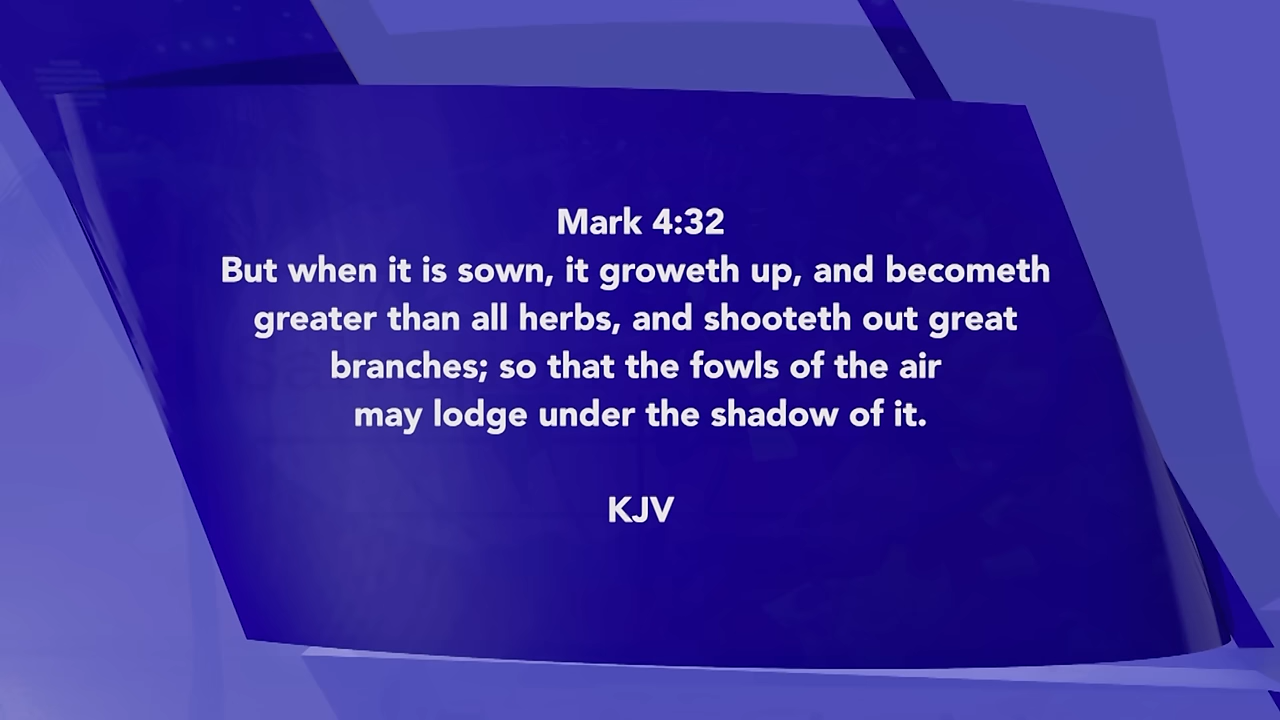 Mark 4:32
But when it is sown, it groweth up, and becometh
greater than all herbs, and shooteth out great
branches; so that the fowls of the air
may lodge under the shadow of it.
KJV